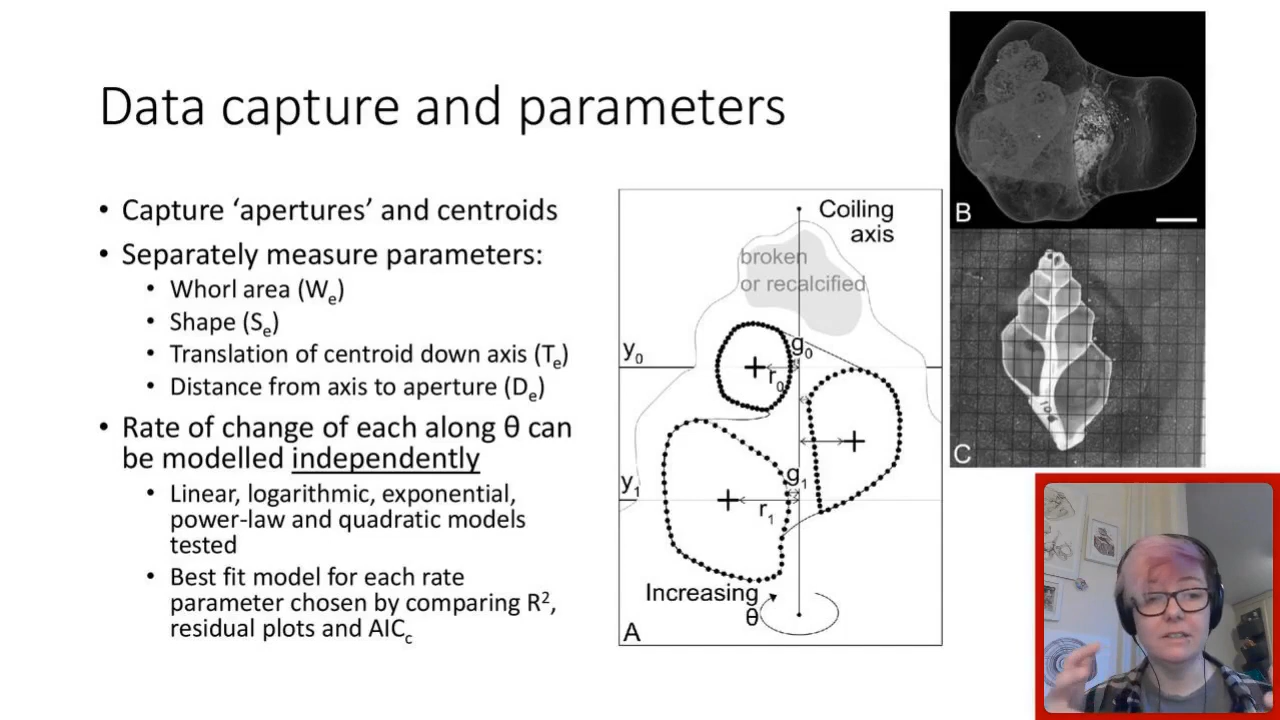 Data capture and parameters
• Capture ‘apertures’ and centroids
• Separately measure parameters:
• Whorl area (Wₑ)
• Shape (Sₑ)
• Translation of centroid down axis (Tₑ)
• Distance from axis to aperture (Dₑ)
• Rate of change of each along θ can
be modelled independently
• Linear, logarithmic, exponential,
power-law and quadratic models
tested
• Best fit model for each rate
parameter chosen by comparing R²,
residual plots and AICc
Coiling
axis
broken
or recalcified
y₀
g₀
r₀
y₁
g₁
r₁
Increasing
θ
A
B
C